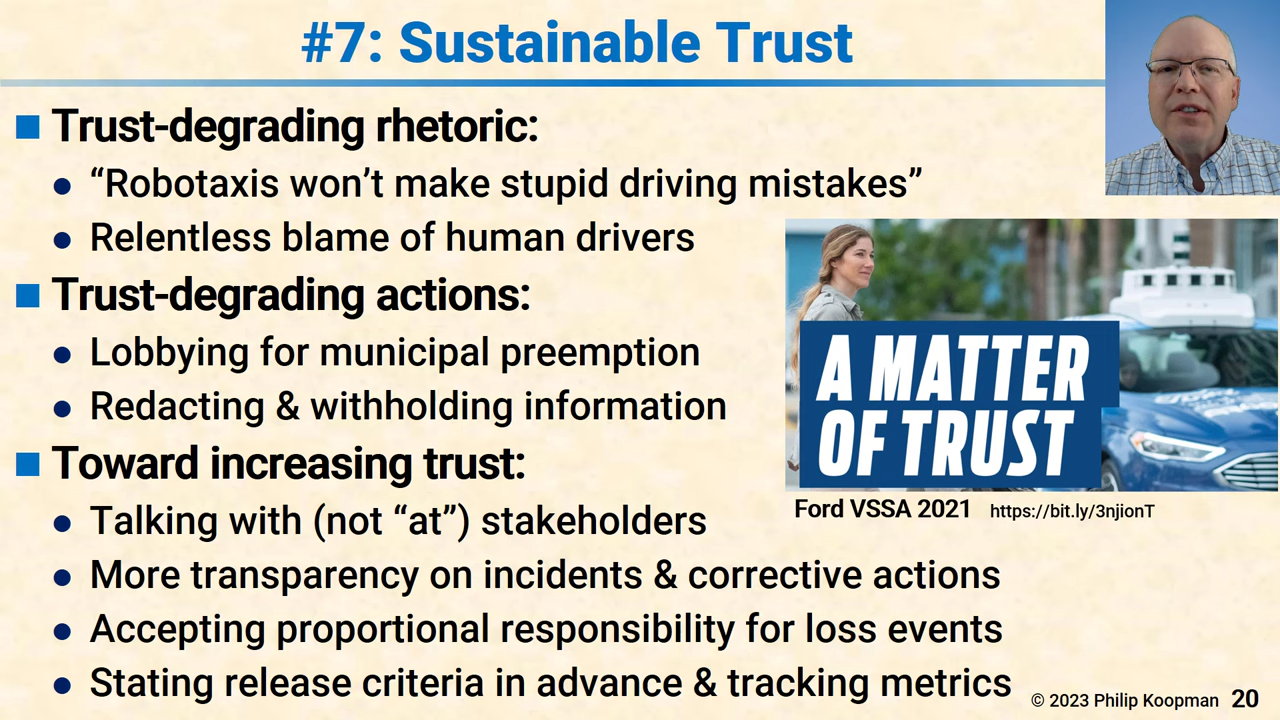 #7: Sustainable Trust
Trust-degrading rhetoric:
“Robotaxis won’t make stupid driving mistakes”
Relentless blame of human drivers
Trust-degrading actions:
Lobbying for municipal preemption
Redacting & withholding information
Toward increasing trust:
Talking with (not “at”) stakeholders
More transparency on incidents & corrective actions
Accepting proportional responsibility for loss events
Stating release criteria in advance & tracking metrics
A MATTER
OF TRUST
Ford VSSA 2021 https://bit.ly/3njionT
© 2023 Philip Koopman 20